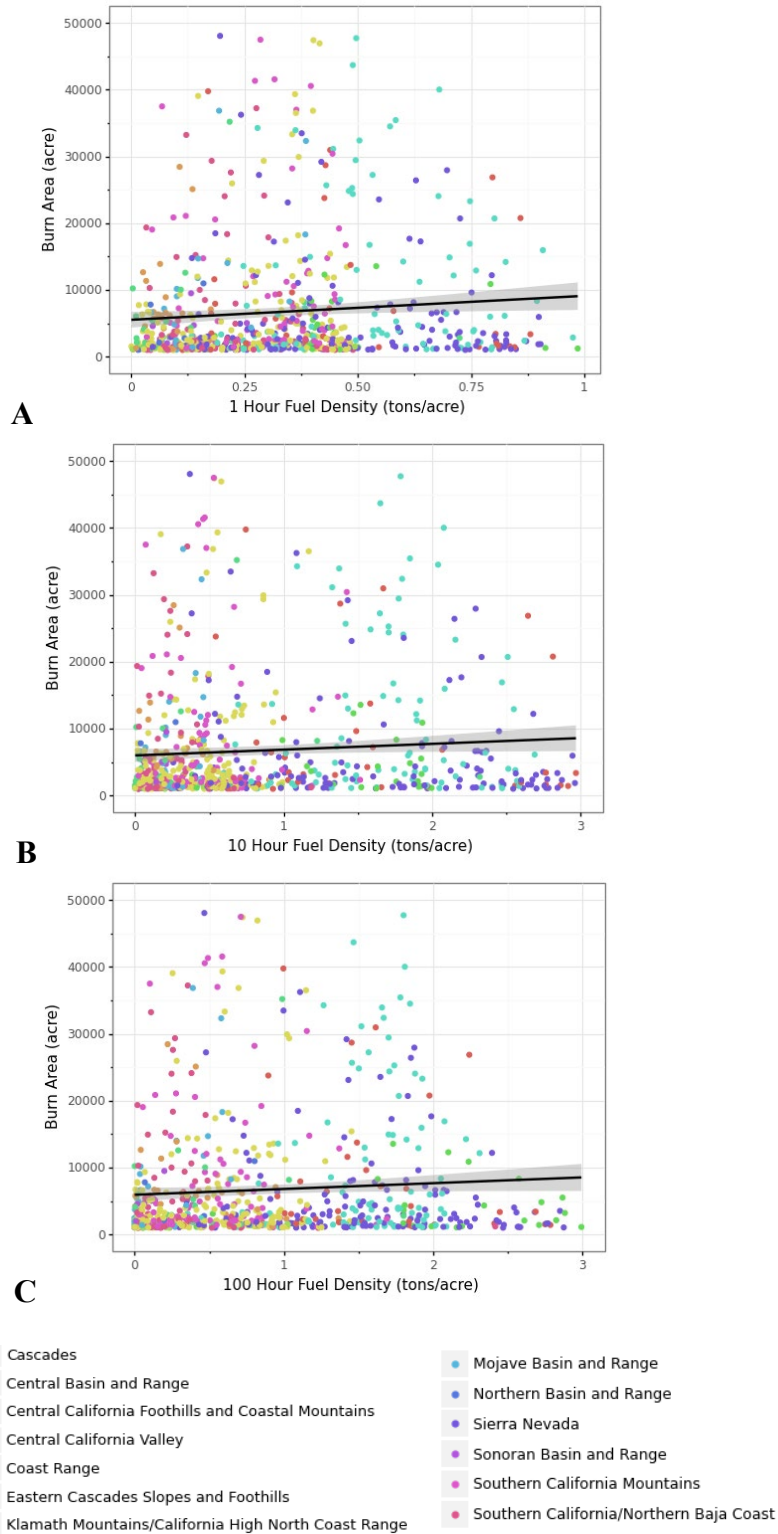 50000
40000
30000
20000
10000
0
Burn Area (acre)
0
0.25
0.50
0.75
1
1 Hour Fuel Density (tons/acre)
A
50000
40000
30000
20000
10000
0
Burn Area (acre)
0
1
2
3
10 Hour Fuel Density (tons/acre)
B
50000
40000
30000
20000
10000
0
Burn Area (acre)
0
1
2
3
100 Hour Fuel Density (tons/acre)
C
Cascades
Central Basin and Range
Central California Foothills and Coastal Mountains
Central California Valley
Coast Range
Eastern Cascades Slopes and Foothills
Klamath Mountains/California High North Coast Range
Mojave Basin and Range
Northern Basin and Range
Sierra Nevada
Sonoran Basin and Range
Southern California Mountains
Southern California/Northern Baja Coast